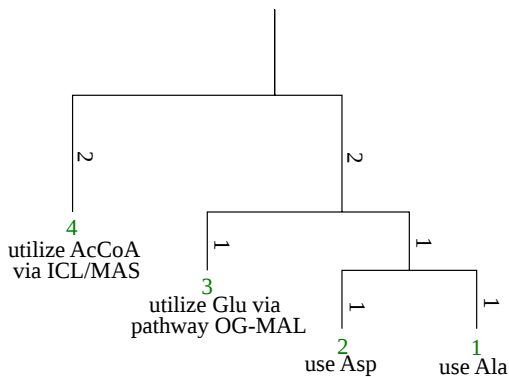 2
2
4
utilize AcCoA
via ICL/MAS
1
1
3
utilize Glu via
pathway OG-MAL
1
1
2
use Asp
1
use Ala